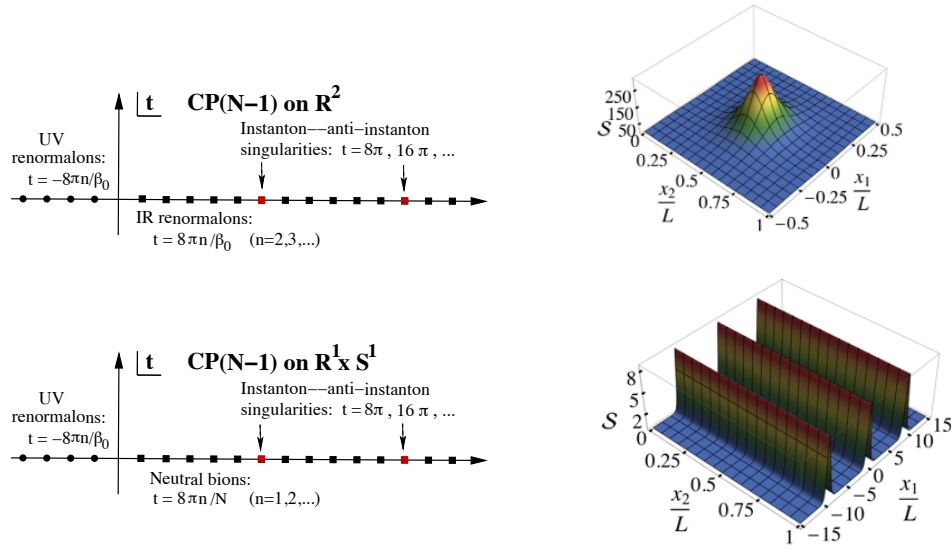 t CP(N−1) on R²
UV
renormalons:
t = −8πn/β₀
Instanton−−anti−instanton
singularities: t = 8π , 16 π , ...
IR renormalons:
t = 8πn/β₀ (n=2,3,...)
250
150
S 50
0
0.25
0.5
0.75
1
x₂
L
−0.5
−0.25
0
0.25
0.5
x₁
L
t CP(N−1) on R¹x S¹
UV
renormalons:
t = −8πn/β₀
Instanton−−anti−instanton
singularities: t = 8π , 16 π , ...
Neutral bions:
t = 8πn/N (n=1,2,...)
8
5
S 2
0
0.25
0.5
0.75
1
x₂
L
−15
−10
−5
0
5
10
15
x₁
L